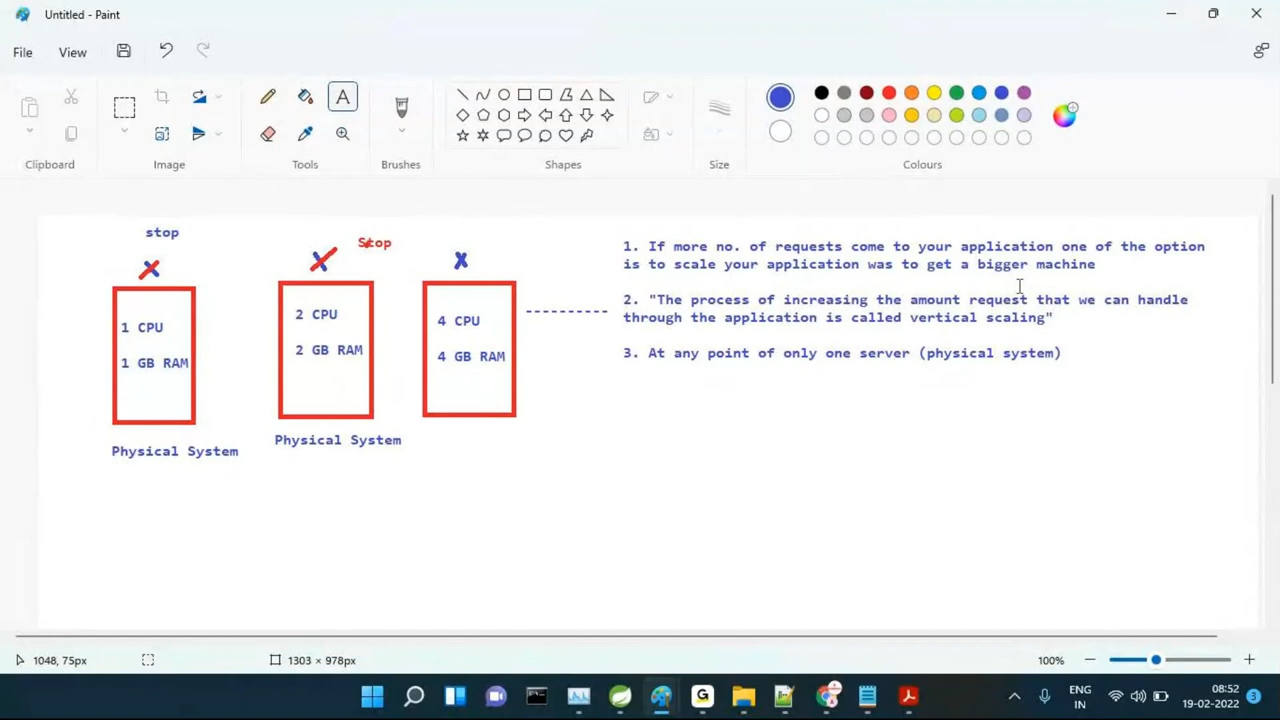 Untitled - Paint
File
View
Clipboard
Image
Tools
Brushes
Shapes
Size
Colours
A
stop
X
Stop
X
X
1 CPU
1 GB RAM
Physical System
2 CPU
2 GB RAM
Physical System
4 CPU
4 GB RAM
----------
1. If more no. of requests come to your application one of the option
is to scale your application was to get a bigger machine
2. "The process of increasing the amount request that we can handle
through the application is called vertical scaling"
3. At any point of only one server (physical system)
1048, 75px
1303 × 978px
100%
G
ENG
IN
08:52
19-02-2022
3